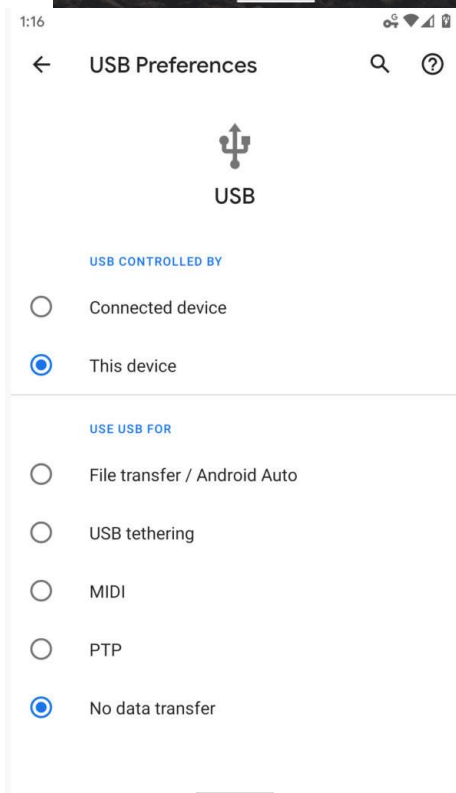 1:16
USB Preferences
USB
USB CONTROLLED BY
Connected device
This device
USE USB FOR
File transfer / Android Auto
USB tethering
MIDI
PTP
No data transfer